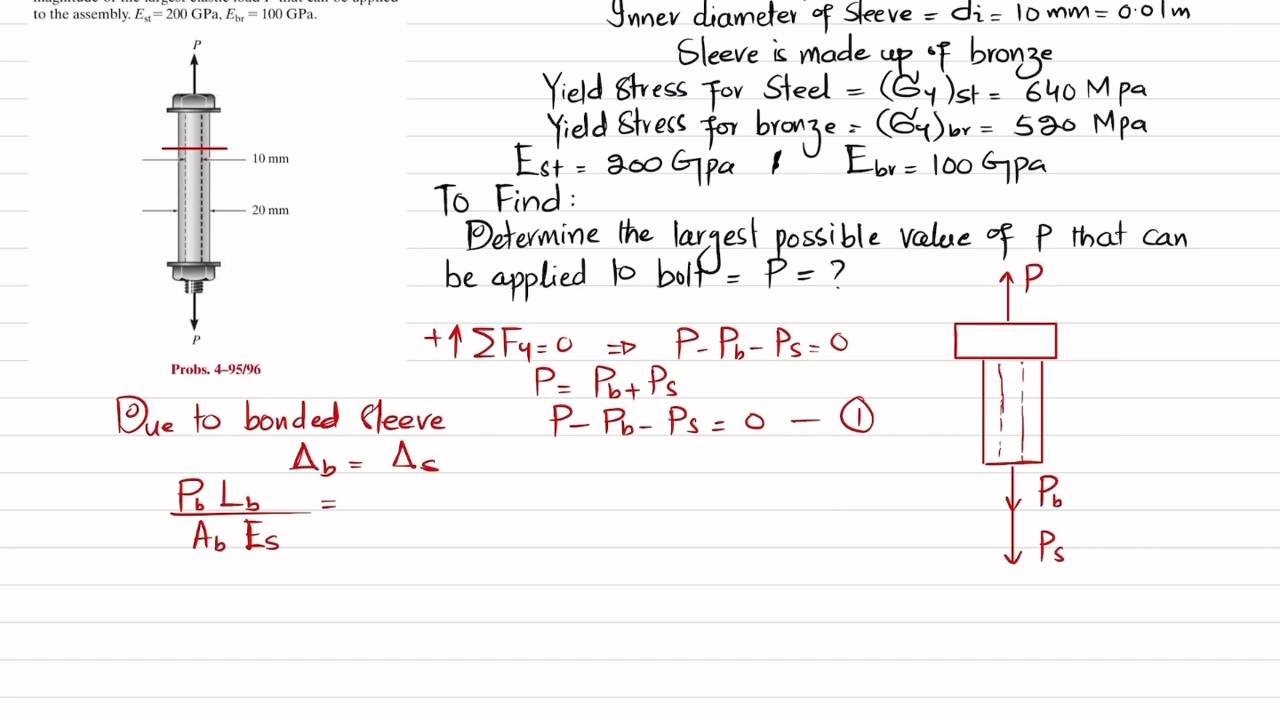 to the assembly. Est = 200 GPa, Ebr = 100 GPa.
P
10 mm
20 mm
P
Probs. 4–95/96
Inner diameter of Sleeve = di = 10 mm = 0.01m
Sleeve is made up of bronze
Yield Stress For Steel = (σy)st = 640 Mpa
Yield Stress for bronze = (σy)br = 520 Mpa
Est = 200 Gpa , Ebr = 100 Gpa
To Find:
Determine the largest possible value of P that can
be applied to bolt = P = ?
+↑ ΣFy = 0 ⇒ P - Pb - Ps = 0
P = Pb + Ps
P - Pb - Ps = 0 — ①
Due to bonded Sleeve
Δb = Δs
Pb Lb =
Ab Es
P
Pb
Ps